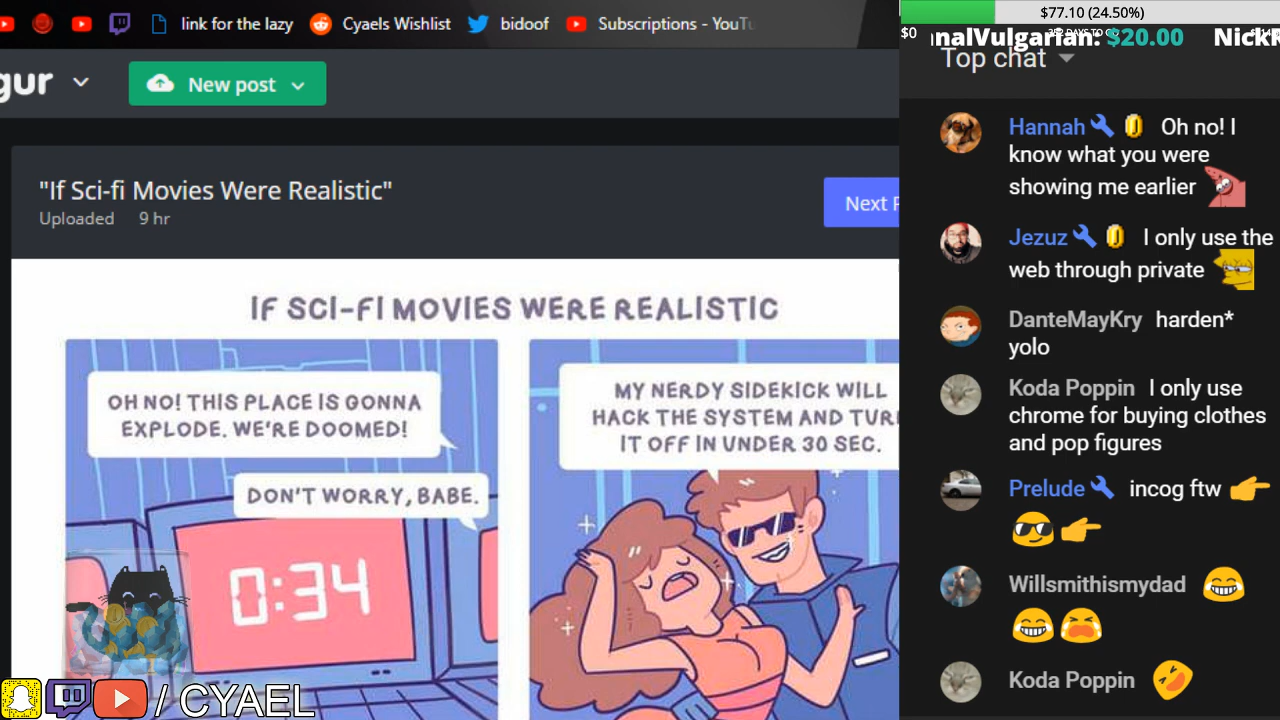 link for the lazy
Cyaels Wishlist
bidoof
Subscriptions - YouTu
gur
New post
"If Sci-fi Movies Were Realistic"
Uploaded 9 hr
Next P
IF SCI-FI MOVIES WERE REALISTIC
OH NO! THIS PLACE IS GONNA
EXPLODE. WE'RE DOOMED!
DON'T WORRY, BABE.
0:34
MY NERDY SIDEKICK WILL
HACK THE SYSTEM AND TURN
IT OFF IN UNDER 30 SEC.
/ CYAEL
$77.10 (24.50%)
$0
nalVulgarian: $20.00 NickR
Top chat
Hannah Oh no! I
know what you were
showing me earlier
Jezuz I only use the
web through private
DanteMayKry harden*
yolo
Koda Poppin I only use
chrome for buying clothes
and pop figures
Prelude incog ftw
Willsmithismydad
Koda Poppin